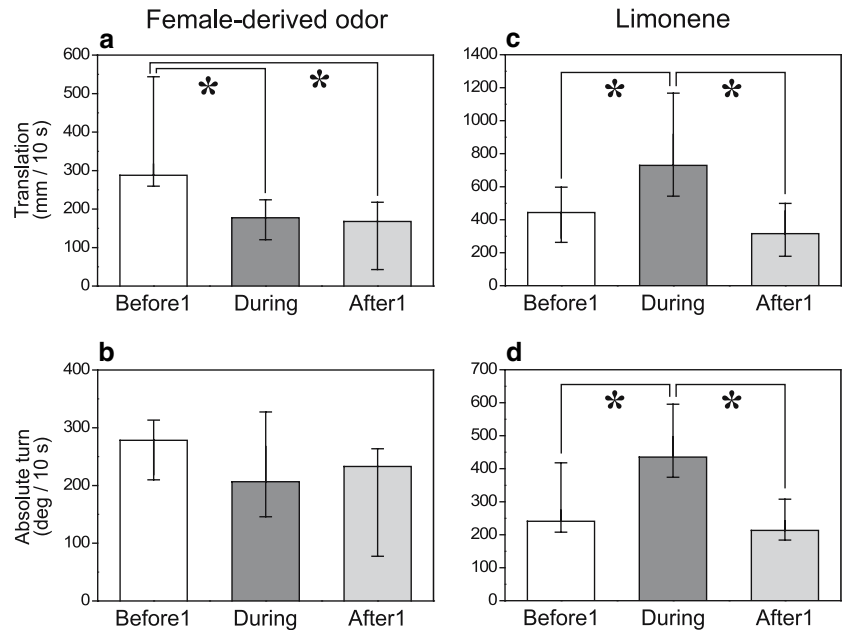 Female-derived odor
Limonene
a
Translation
(mm / 10 s)
600
500
400
300
200
100
0
*
*
Before1
During
After1
c
1400
1200
1000
800
600
400
200
0
*
*
Before1
During
After1
b
Absolute turn
(deg / 10 s)
400
300
200
100
0
Before1
During
After1
d
700
600
500
400
300
200
100
0
*
*
Before1
During
After1